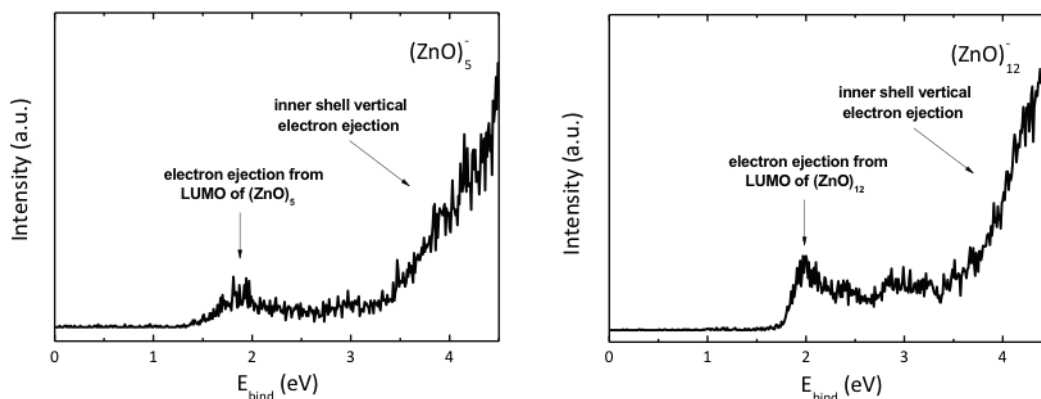 (ZnO)₅⁻
inner shell vertical
electron ejection
electron ejection from
LUMO of (ZnO)₅
Intensity (a.u.)
0 1 2 3 4
E_bind (eV)
(ZnO)₁₂⁻
inner shell vertical
electron ejection
electron ejection from
LUMO of (ZnO)₁₂
Intensity (a.u.)
0 1 2 3 4
E_bind (eV)